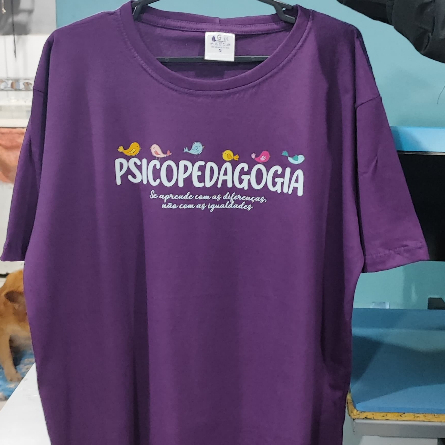 PSICOPEDAGOGIA
Se aprende com as diferenças,
não com as igualdades.